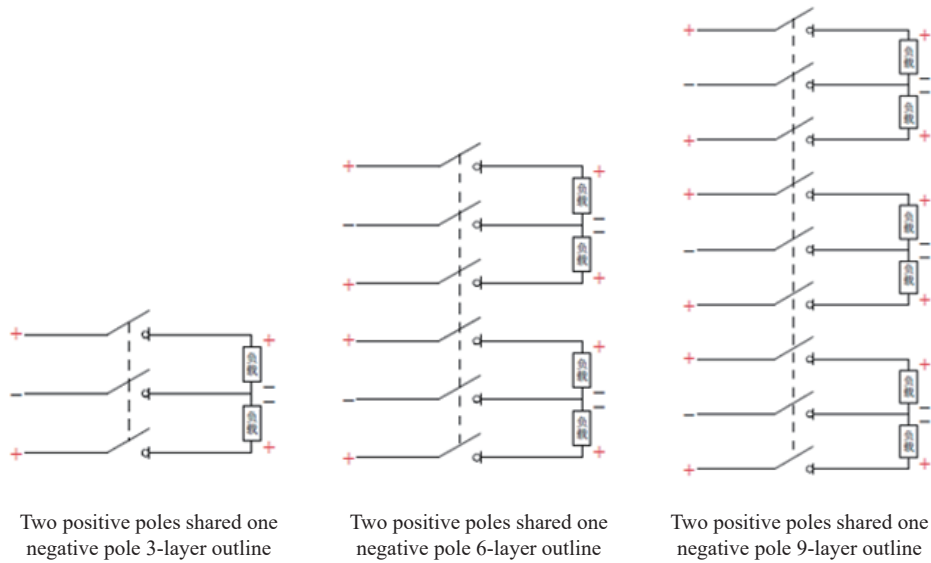 负载
负载
负载
负载
负载
负载
负载
负载
负载
负载
负载
负载
Two positive poles shared one
negative pole 3-layer outline
Two positive poles shared one
negative pole 6-layer outline
Two positive poles shared one
negative pole 9-layer outline